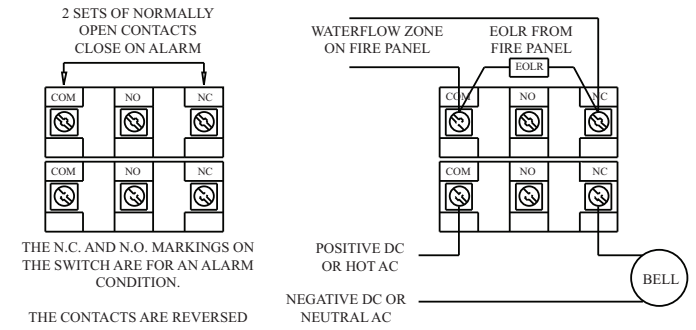 2 SETS OF NORMALLY
OPEN CONTACTS
CLOSE ON ALARM
COM NO NC
COM NO NC
THE N.C. AND N.O. MARKINGS ON
THE SWITCH ARE FOR AN ALARM
CONDITION.
THE CONTACTS ARE REVERSED
WATERFLOW ZONE
ON FIRE PANEL
EOLR FROM
FIRE PANEL
EOLR
COM NO NC
COM NO NC
POSITIVE DC
OR HOT AC
NEGATIVE DC OR
NEUTRAL AC
BELL